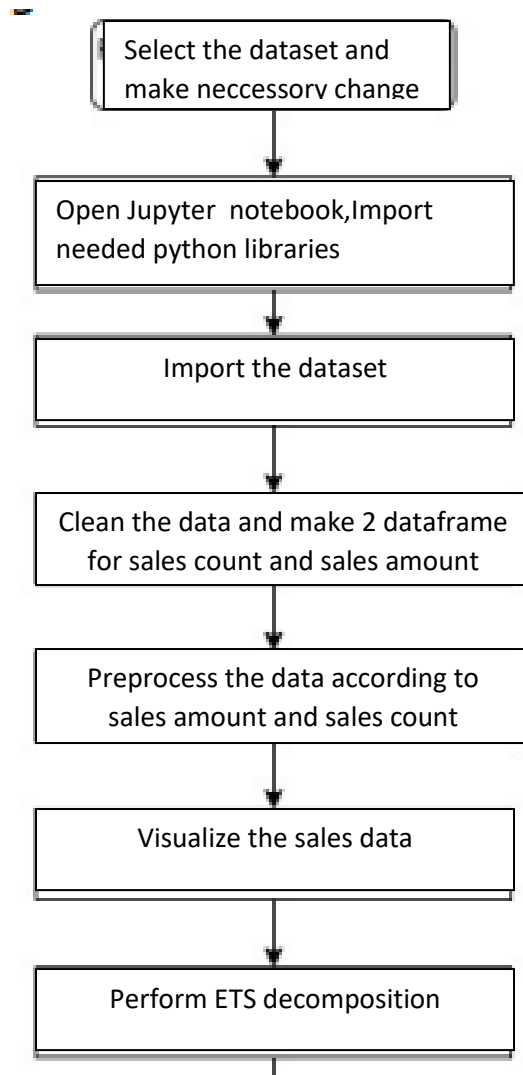 Select the dataset and
make neccessory change
Open Jupyter notebook,Import
needed python libraries
Import the dataset
Clean the data and make 2 dataframe
for sales count and sales amount
Preprocess the data according to
sales amount and sales count
Visualize the sales data
Perform ETS decomposition